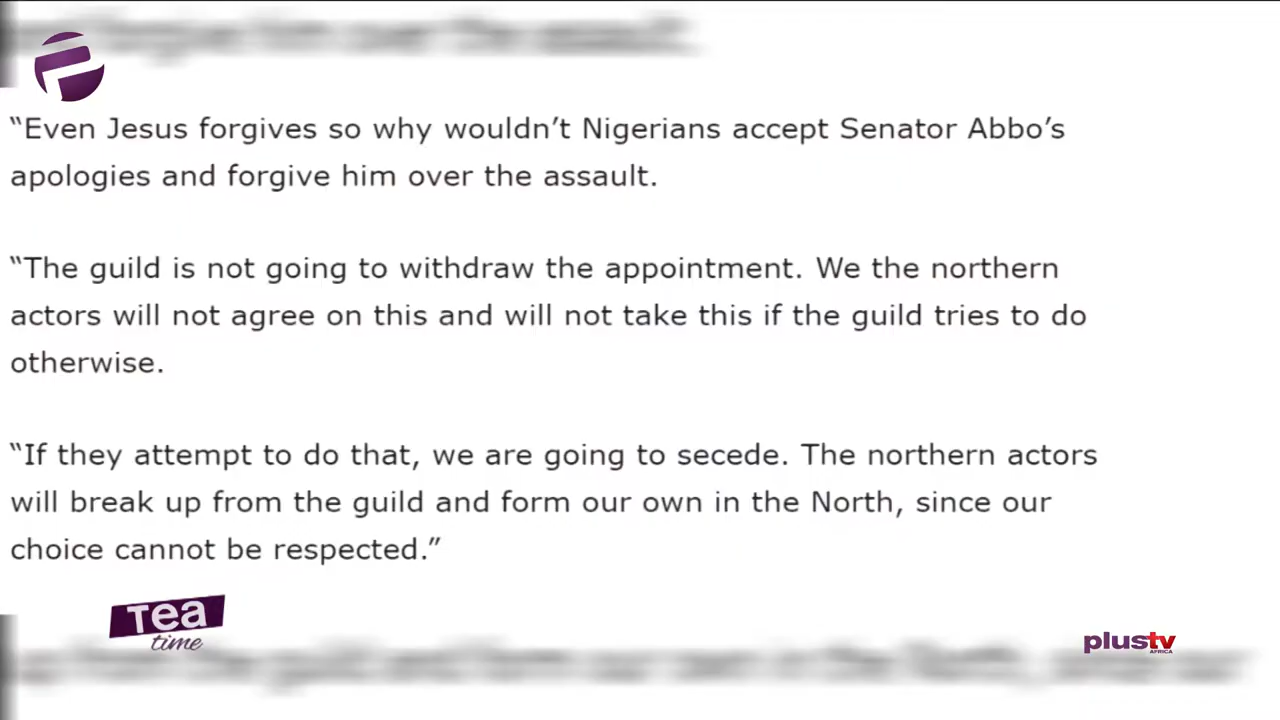 “Even Jesus forgives so why wouldn’t Nigerians accept Senator Abbo’s
apologies and forgive him over the assault.
“The guild is not going to withdraw the appointment. We the northern
actors will not agree on this and will not take this if the guild tries to do
otherwise.
“If they attempt to do that, we are going to secede. The northern actors
will break up from the guild and form our own in the North, since our
choice cannot be respected.”
Tea
time
plustv
AFRICA